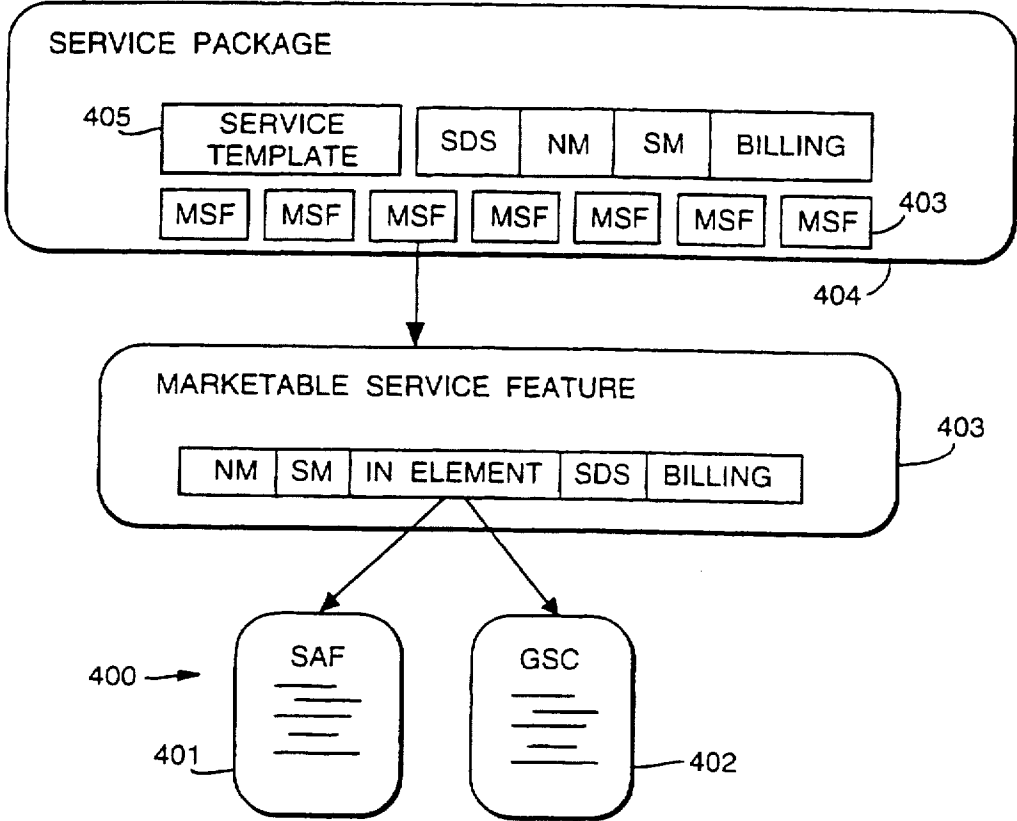 SERVICE PACKAGE
405
SERVICE
TEMPLATE
SDS NM SM BILLING
MSF MSF MSF MSF MSF MSF MSF
403
404
MARKETABLE SERVICE FEATURE
403
NM SM IN ELEMENT SDS BILLING
SAF
GSC
400
401
402